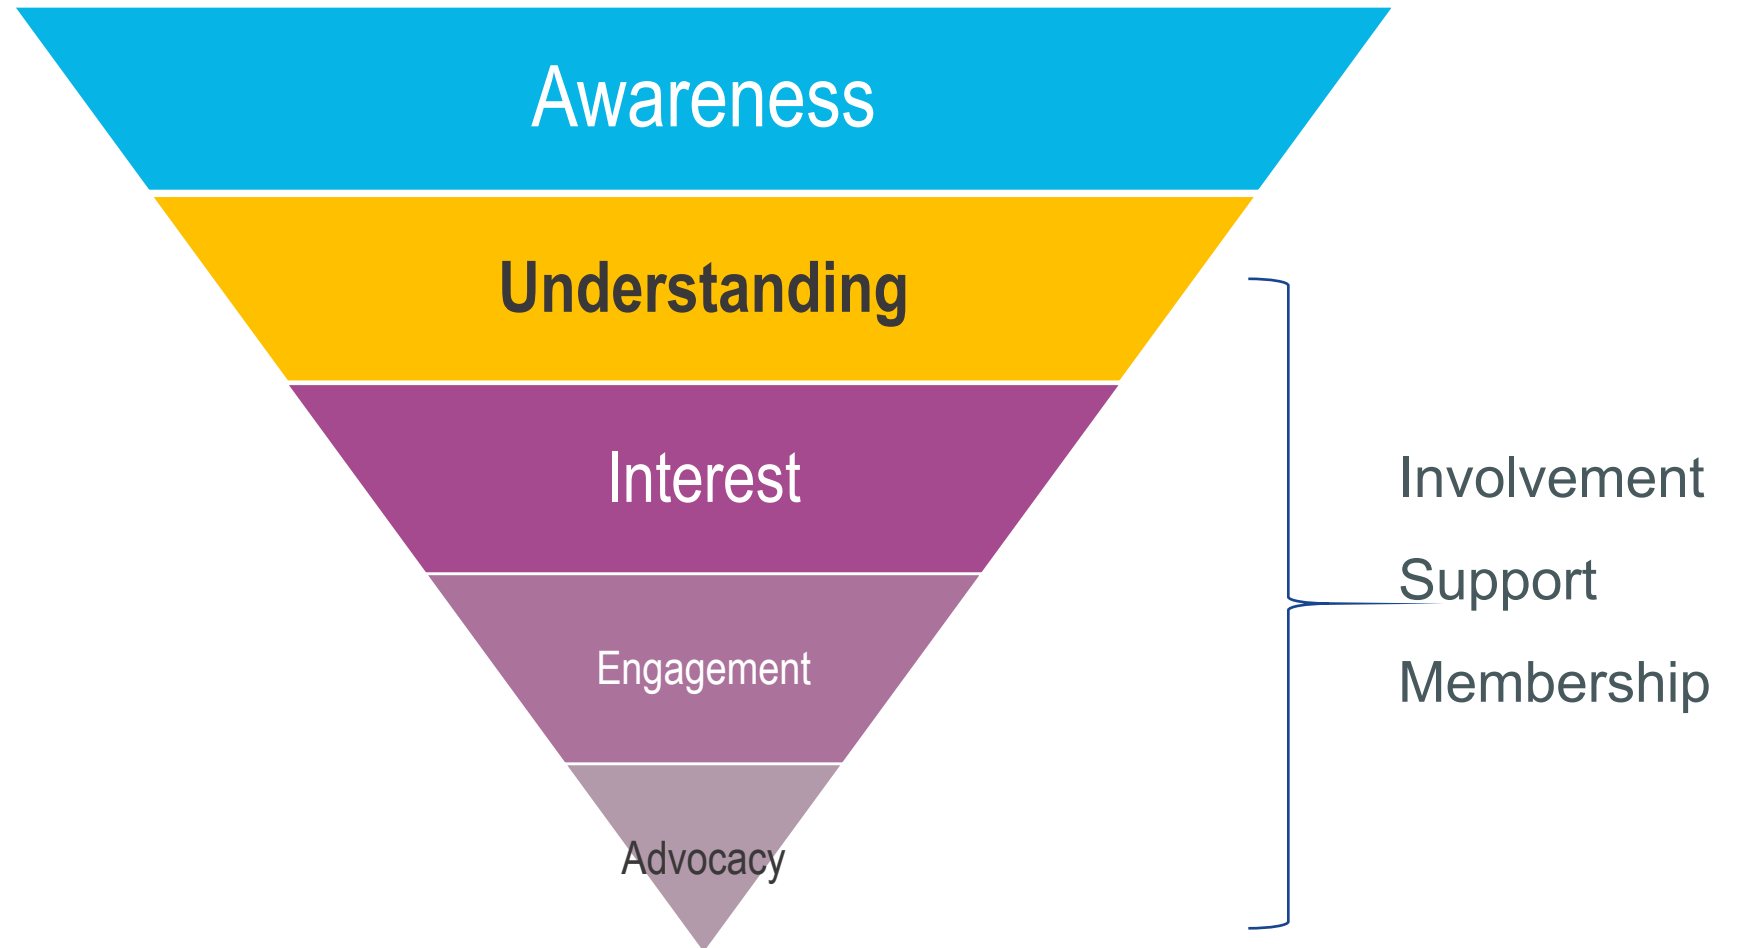 Awareness
Understanding
Interest
Engagement
Advocacy
Involvement
Support
Membership